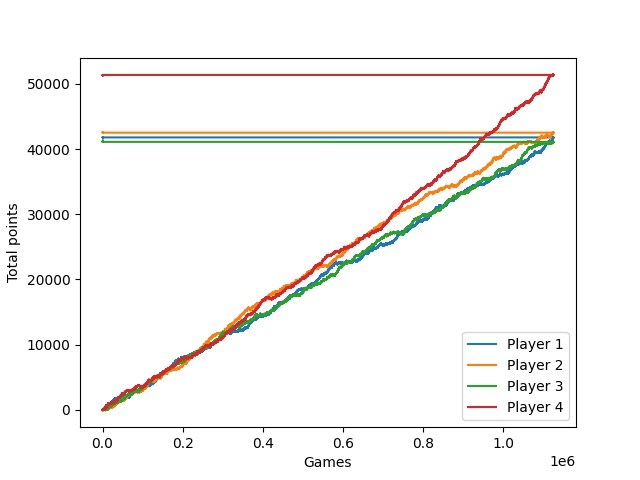 50000
40000
30000
20000
10000
0
Total points
0.0 0.2 0.4 0.6 0.8 1.0
1e6
Games
Player 1
Player 2
Player 3
Player 4